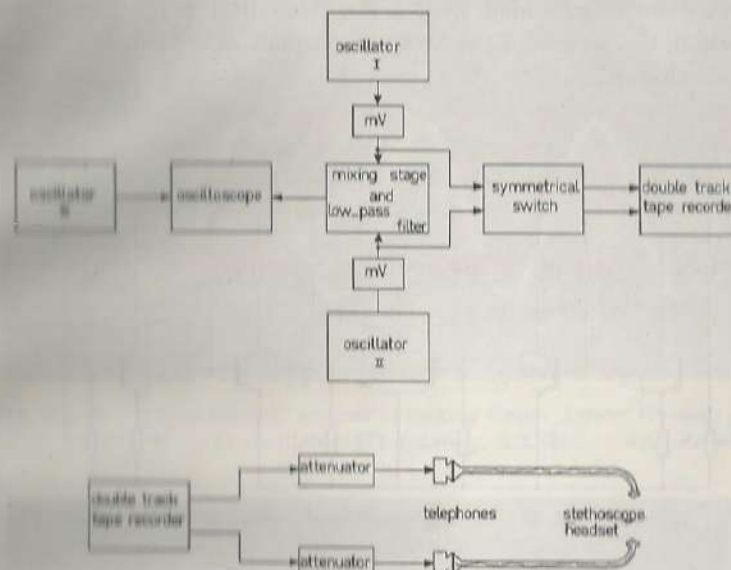 oscillator
I
mV
oscillator
oscilloscope
mixing stage
and
low_pass
filter
symmetrical
switch
double track
tape recorder
mV
oscillator
II
double track
tape recorder
attenuator
telephones
stethoscope
headset
attenuator